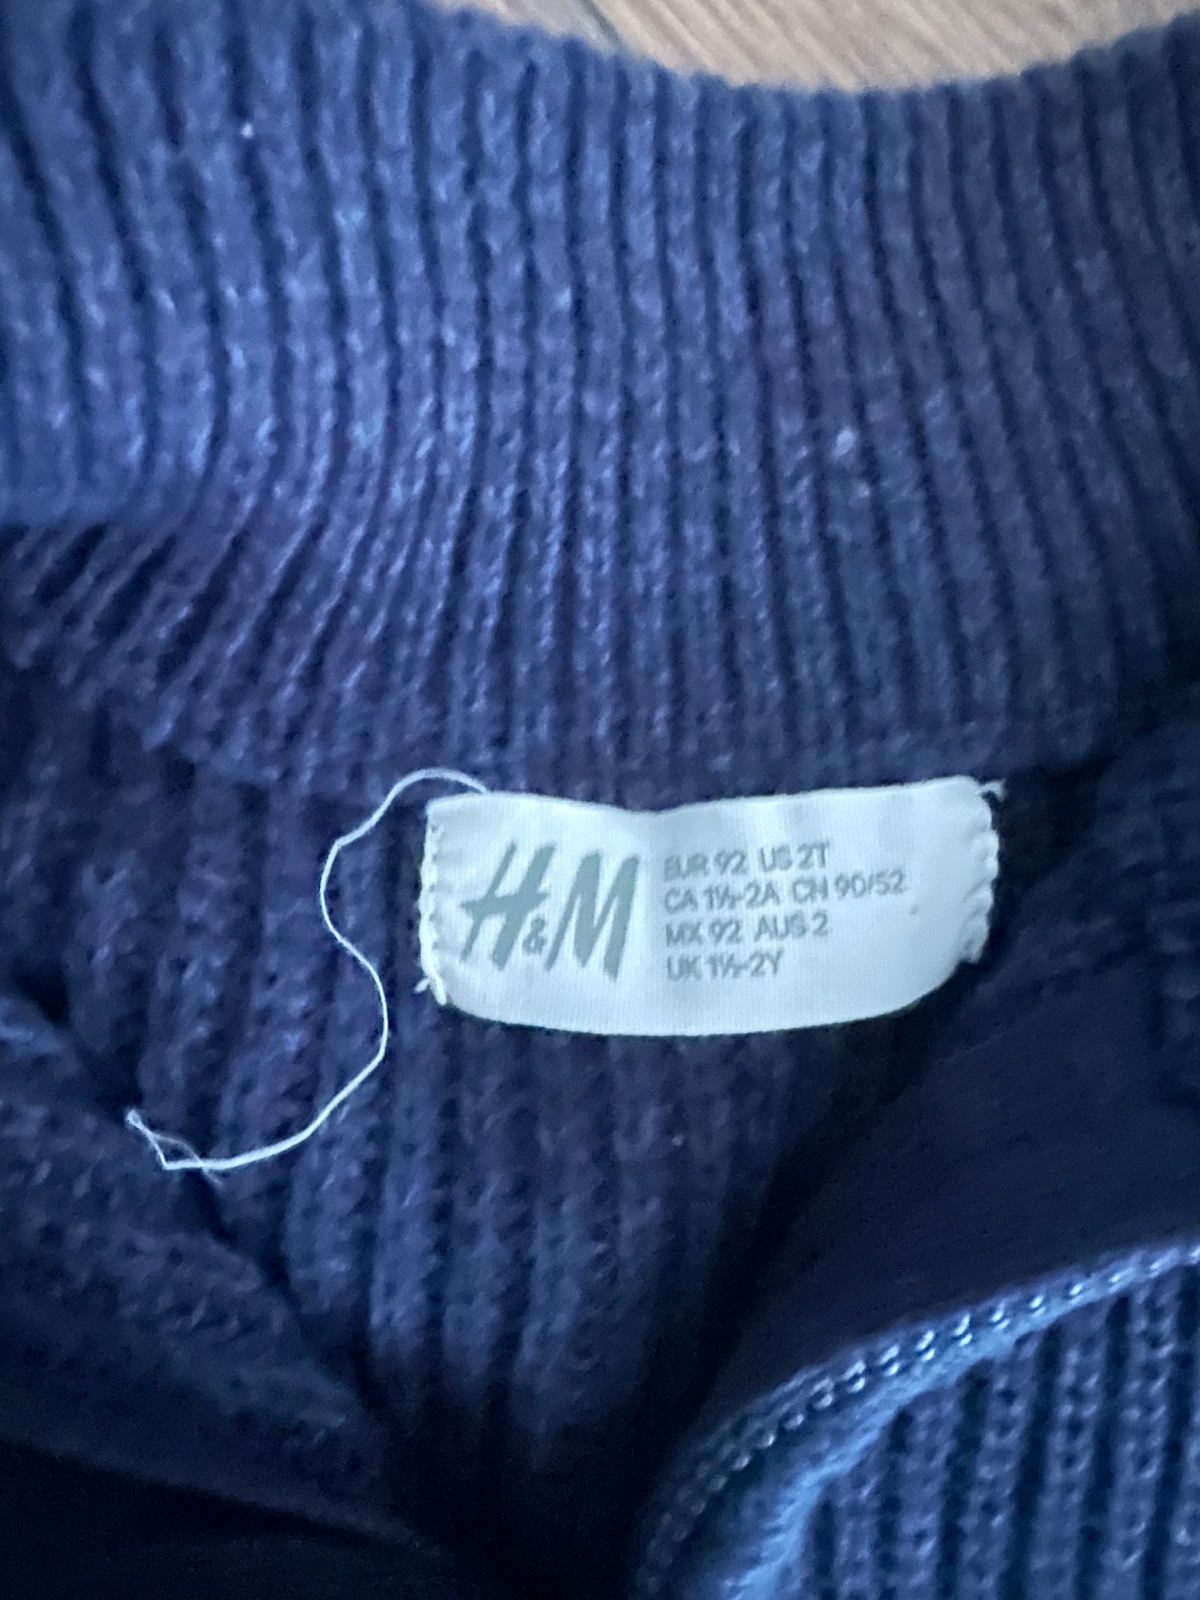 H&M
EUR 92 US 2T
CA 1½-2A CN 90/52
MX 92 AUS 2
UK 1½-2Y